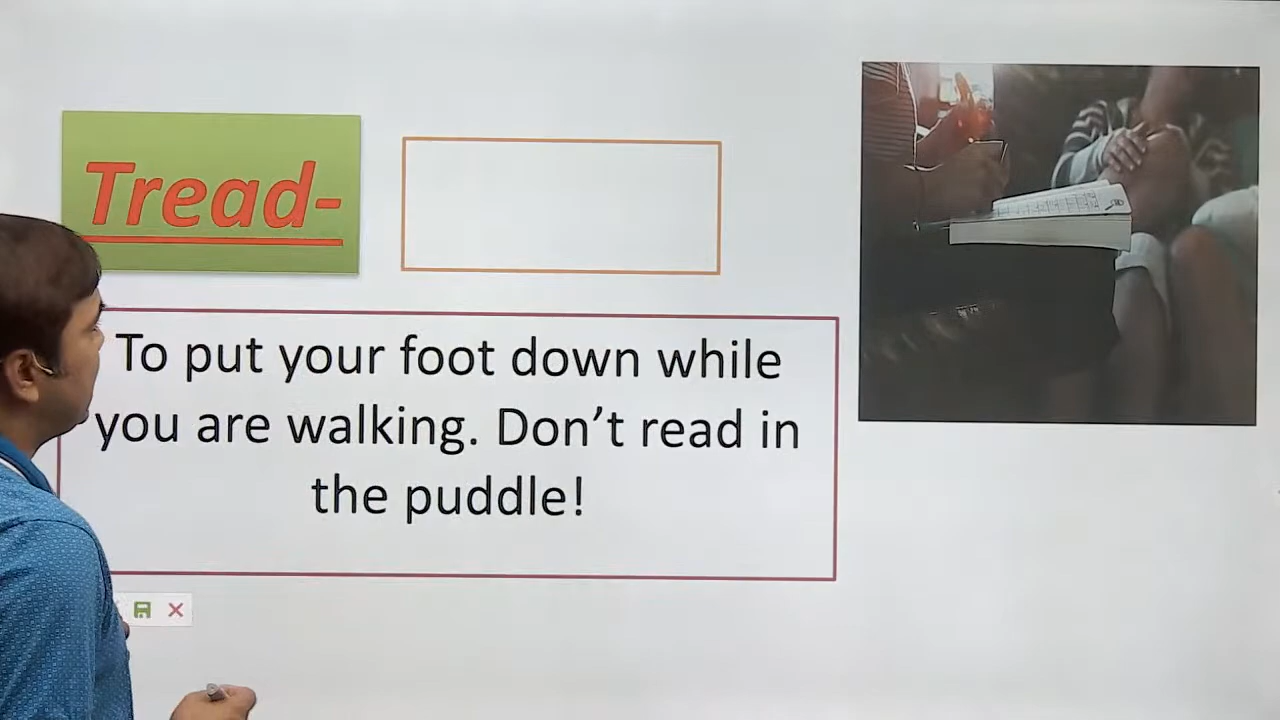 Tread-
To put your foot down while
you are walking. Don’t read in
the puddle!